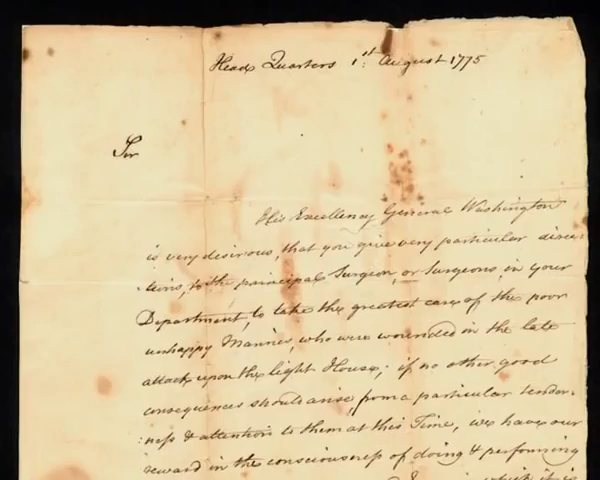 Head Quarters 1st: August 1775
Sir
His Excellency General Washington
is very desirous, that you give very particular direc-
tions, to the principal Surgeon, or Surgeons, in your
Department, to take the greatest care of the poor
unhappy Marines, who were wounded in the late
attack upon the light House; if no other good
consequences should arise, from a particular tender-
:ness & attention to them at this Time, we have our
reward in the consciousness of doing & performing
which it is